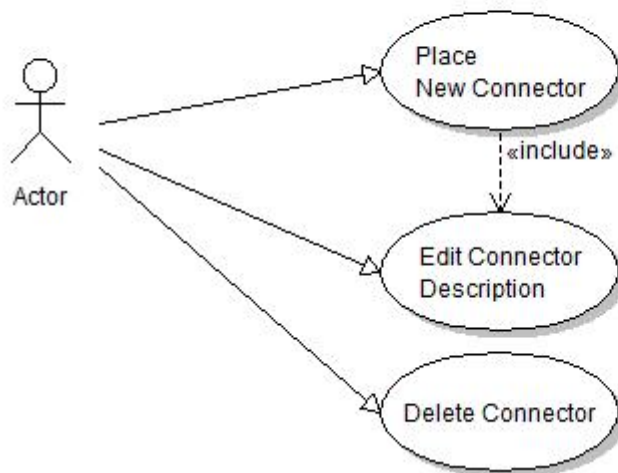 Place
New Connector
«include»
Actor
Edit Connector
Description
Delete Connector